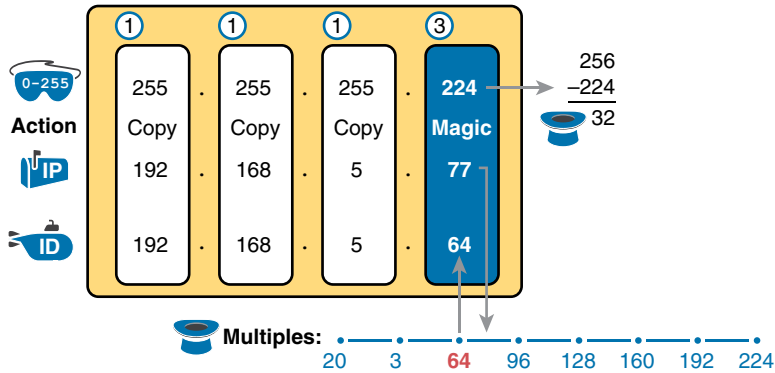 1 1 1 3
0–255 255 . 255 . 255 . 224
256
–224
32
Action Copy Copy Copy Magic
IP 192 . 168 . 5 . 77
ID 192 . 168 . 5 . 64
Multiples:
20 3 64 96 128 160 192 224